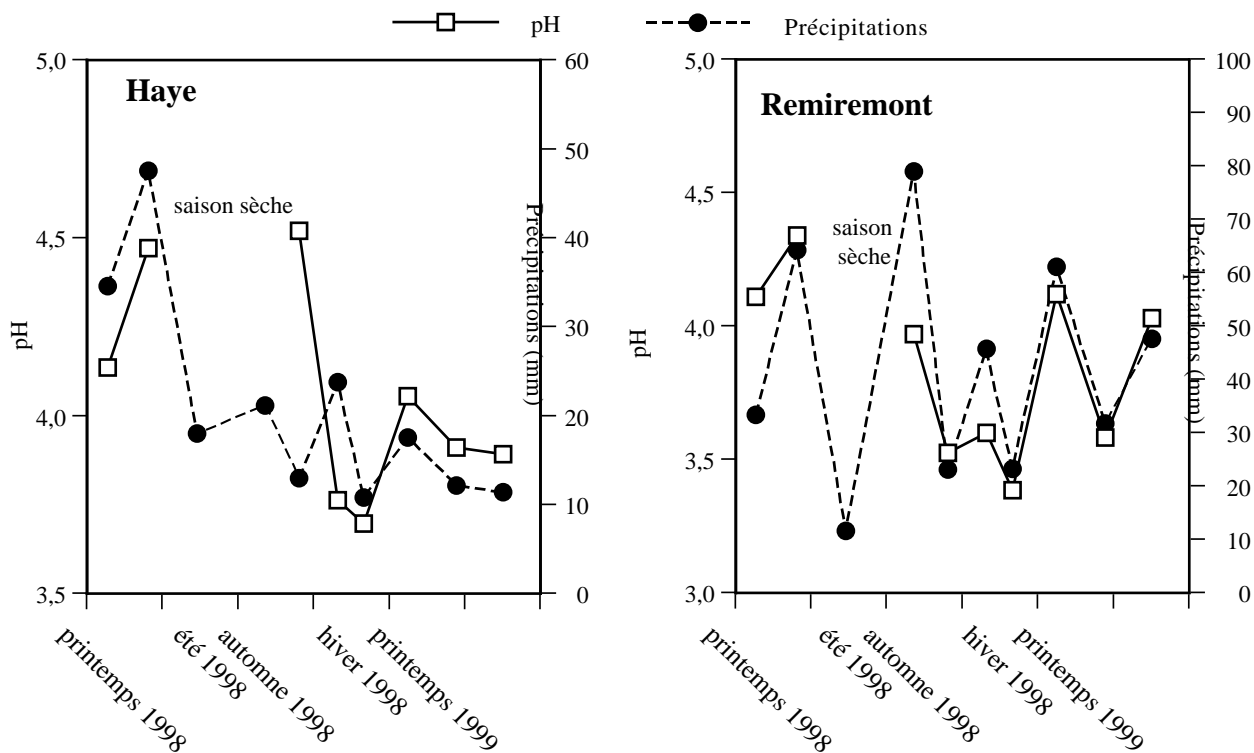 pH
Précipitations
Haye
saison sèche
5,0
4,5
4,0
3,5
pH
60
50
40
30
20
10
0
Précipitations (mm)
printemps 1998
été 1998
automne 1998
hiver 1998
printemps 1999
Remiremont
saison
sèche
5,0
4,5
4,0
3,5
3,0
pH
100
90
80
70
60
50
40
30
20
10
0
Précipitations (mm)
printemps 1998
été 1998
automne 1998
hiver 1998
printemps 1999